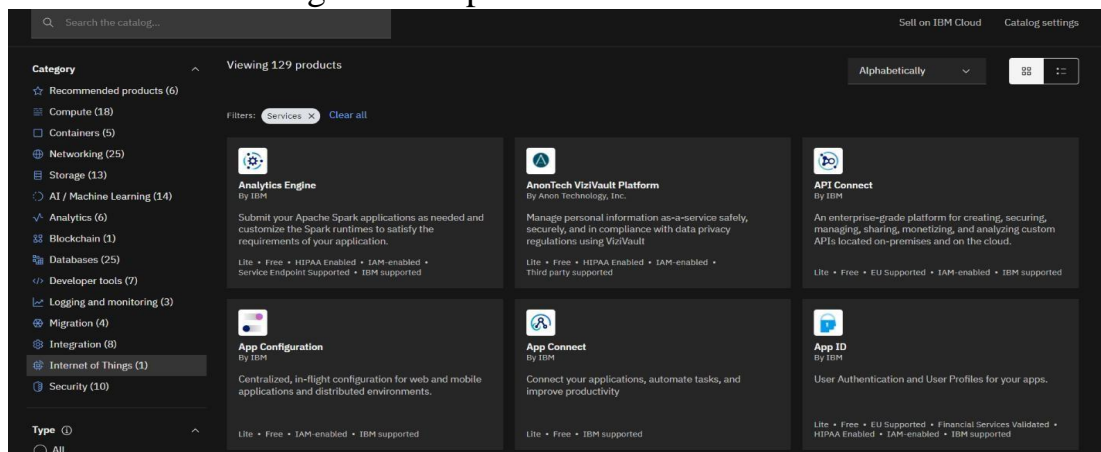 Search the catalog...
Sell on IBM Cloud Catalog settings
Category
Recommended products (6)
Compute (18)
Containers (5)
Networking (25)
Storage (13)
AI / Machine Learning (14)
Analytics (6)
Blockchain (1)
Databases (25)
Developer tools (7)
Logging and monitoring (3)
Migration (4)
Integration (8)
Internet of Things (1)
Security (10)
Type
All
Viewing 129 products
Alphabetically
Filters: Services Clear all
Analytics Engine
By IBM
Submit your Apache Spark applications as needed and
customize the Spark runtimes to satisfy the
requirements of your application.
Lite • Free • HIPAA Enabled • IAM-enabled •
Service Endpoint Supported • IBM supported
AnonTech ViziVault Platform
By Anon Technology, Inc.
Manage personal information as-a-service safely,
securely, and in compliance with data privacy
regulations using ViziVault
Lite • Free • HIPAA Enabled • IAM-enabled •
Third party supported
API Connect
By IBM
An enterprise-grade platform for creating, securing,
managing, sharing, monetizing, and analyzing custom
APIs located on-premises and on the cloud.
Lite • Free • EU Supported • IAM-enabled • IBM supported
App Configuration
By IBM
Centralized, in-flight configuration for web and mobile
applications and distributed environments.
Lite • Free • IAM-enabled • IBM supported
App Connect
By IBM
Connect your applications, automate tasks, and
improve productivity
Lite • Free • IBM supported
App ID
By IBM
User Authentication and User Profiles for your apps.
Lite • Free • EU Supported • Financial Services Validated •
HIPAA Enabled • IAM-enabled • IBM supported